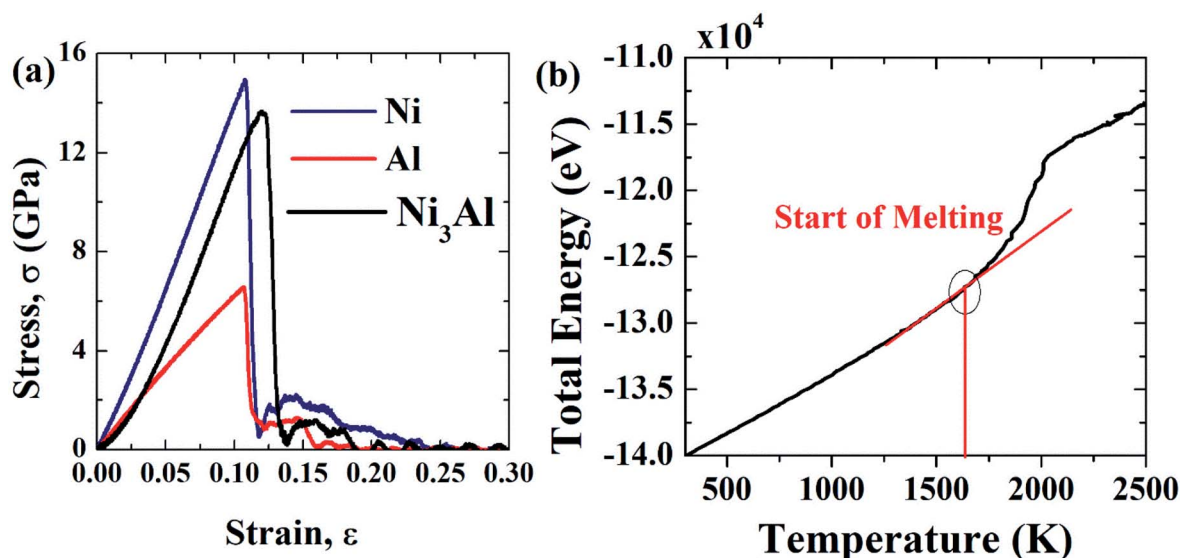 (a)
16
12
8
4
0
0.00 0.05 0.10 0.15 0.20 0.25 0.30
Stress, σ (GPa)
Strain, ε
Ni
Al
Ni₃Al
(b)
x10⁴
-11.0
-11.5
-12.0
-12.5
-13.0
-13.5
-14.0
500 1000 1500 2000 2500
Total Energy (eV)
Temperature (K)
Start of Melting